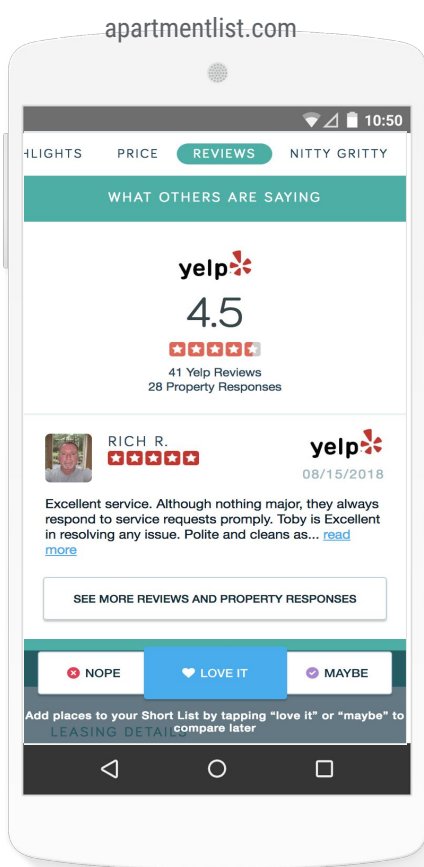 apartmentlist.com
10:50
HLIGHTS PRICE REVIEWS NITTY GRITTY
WHAT OTHERS ARE SAYING
yelp
4.5
41 Yelp Reviews
28 Property Responses
RICH R.
yelp
08/15/2018
Excellent service. Although nothing major, they always
respond to service requests promply. Toby is Excellent
in resolving any issue. Polite and cleans as... read
more
SEE MORE REVIEWS AND PROPERTY RESPONSES
NOPE LOVE IT MAYBE
Add places to your Short List by tapping “love it” or “maybe” to
compare later
LEASING DETAILS